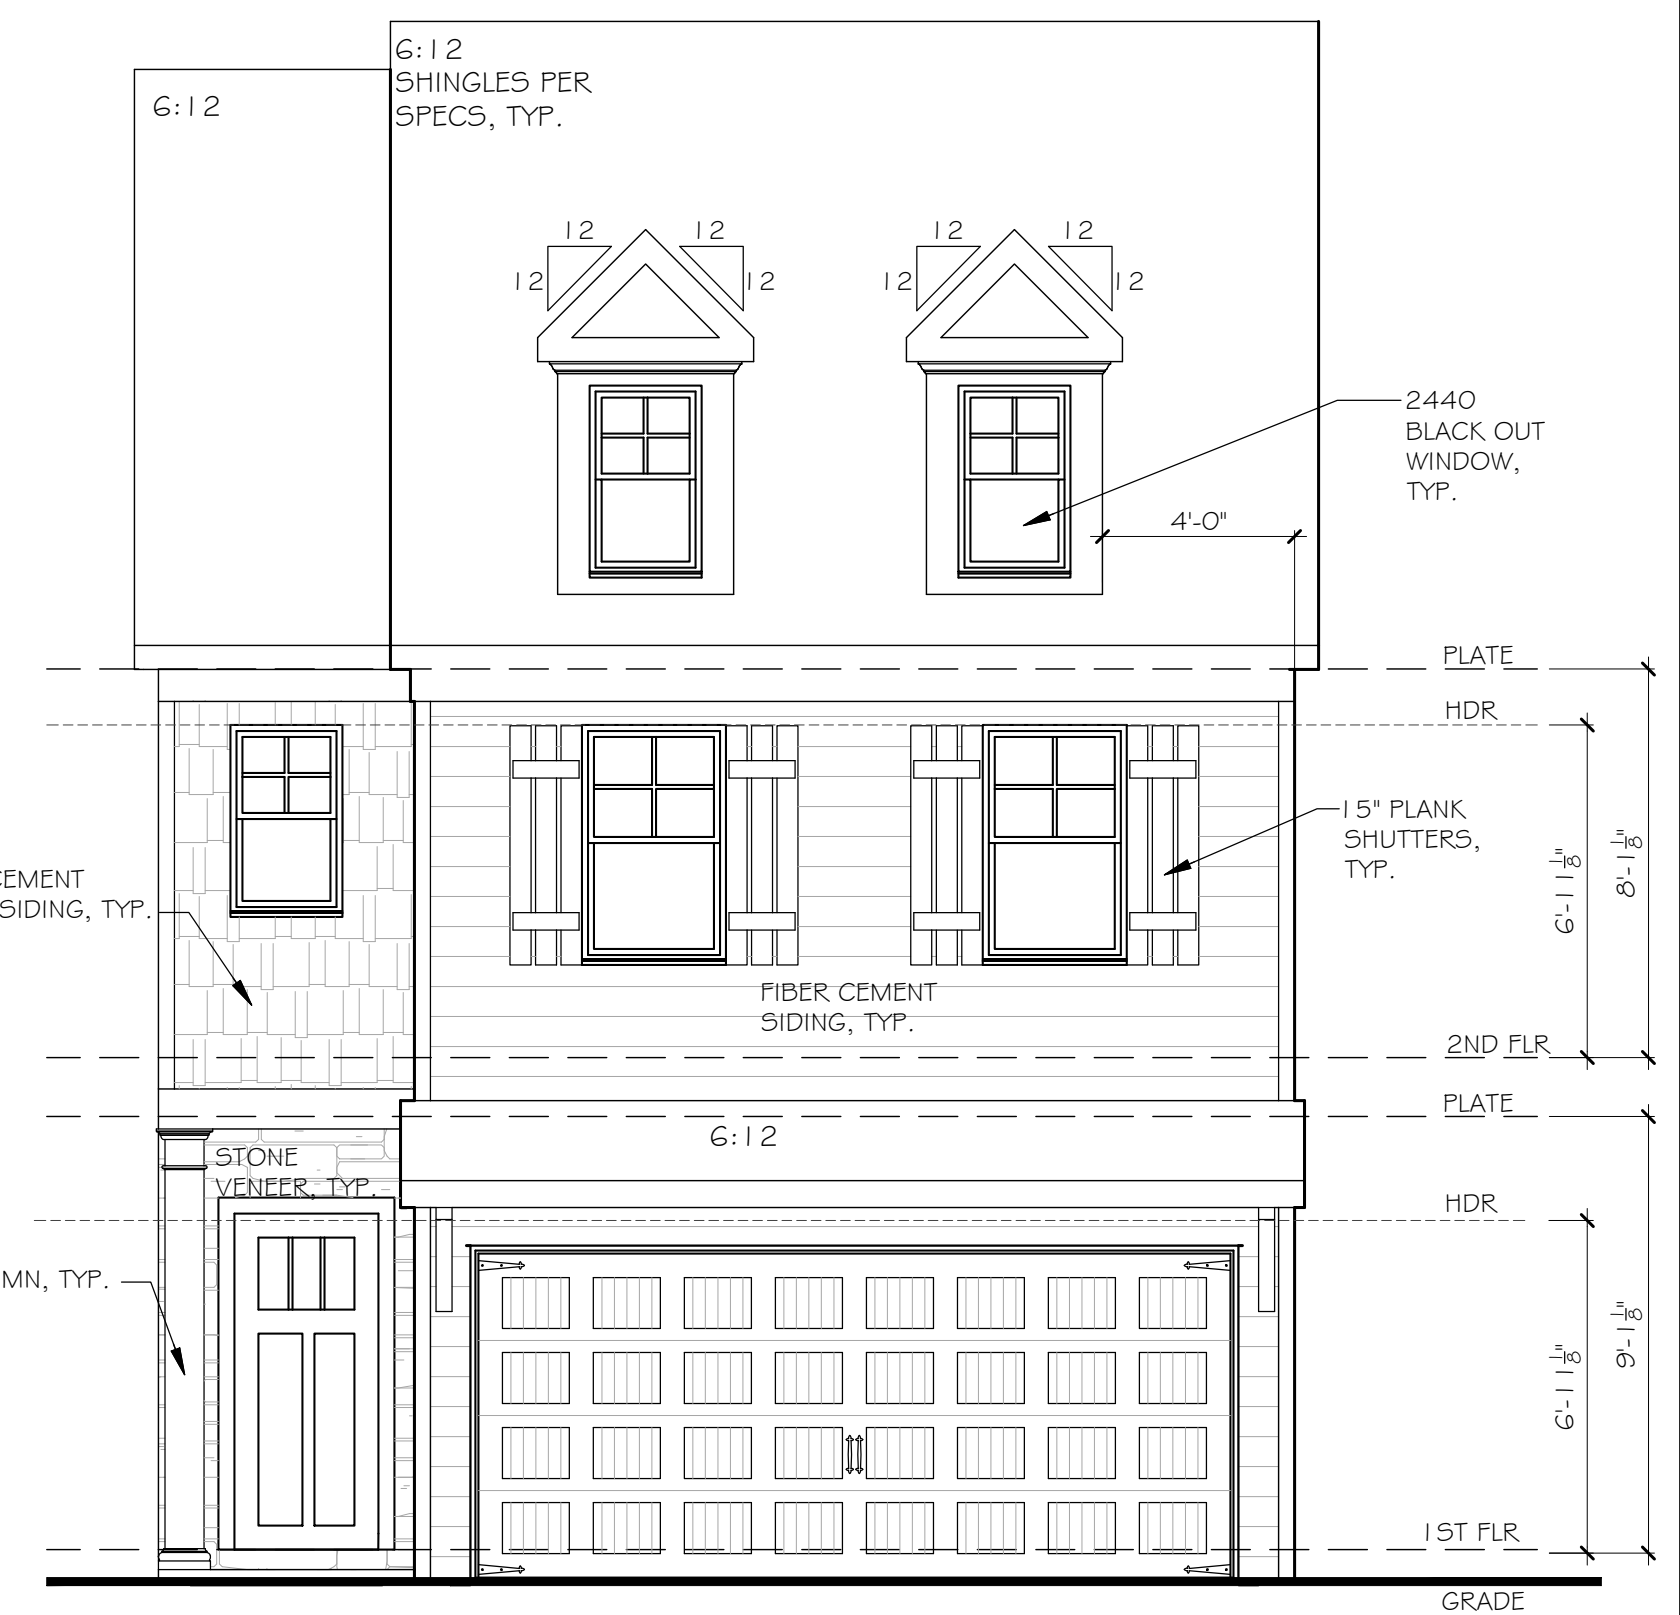 6:12
SHINGLES PER
SPECS, TYP.
6:12
12
12
12
12
12
12
12
12
2440
BLACK OUT
WINDOW,
TYP.
4'-0"
PLATE
HDR
15" PLANK
SHUTTERS,
TYP.
6'-11 1/8"
8'-1 1/8"
CEMENT
SIDING, TYP.
FIBER CEMENT
SIDING, TYP.
2ND FLR
PLATE
6:12
STONE
VENEER, TYP.
HDR
MN, TYP.
6'-11 1/8"
9'-1 1/8"
1ST FLR
GRADE